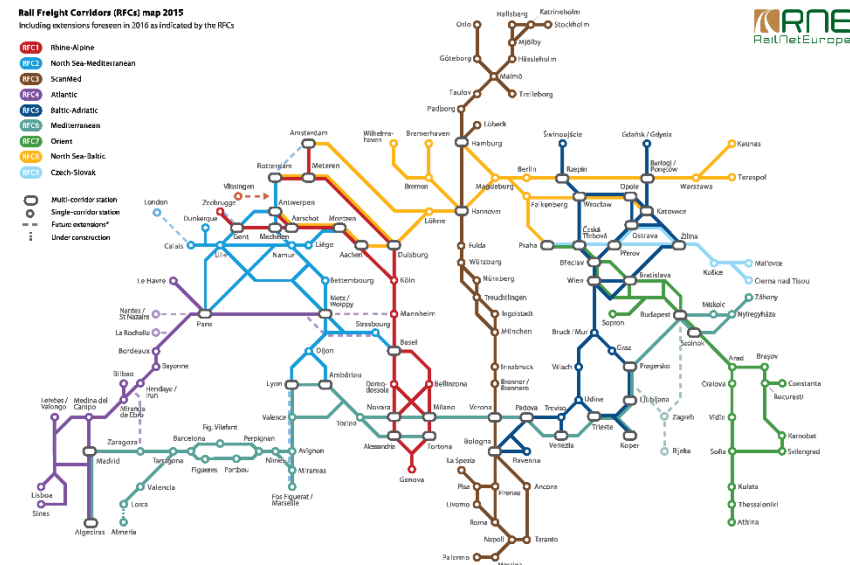 Rail Freight Corridors (RFCs) map 2015
Including extensions foreseen in 2016 as indicated by the RFCs
RNE
RailNetEurope
RFC1 Rhine-Alpine
RFC2 North Sea-Mediterranean
RFC3 ScanMed
RFC4 Atlantic
RFC5 Baltic-Adriatic
RFC6 Mediterranean
RFC7 Orient
RFC8 North Sea-Baltic
RFC9 Czech-Slovak
Multi-corridor station
Single-corridor station
Future extensions*
Under construction
Hallsberg
Katrineholm
Oslo
Stockholm
Mjölby
Göteborg
Hässleholm
Malmö
Taulov
Trelleborg
Padborg
Lübeck
Amsterdam
Wilhelms-
haven
Bremerhaven
Hamburg
Świnoujście
Gdańsk / Gdynia
Kaunas
Rotterdam
Meteren
Bremen
Magdeburg
Berlin
Rzepin
Warszawa
Terespol
Vlissingen
Zeebrugge
London
Antwerpen
Aarschot
Montzen
Löhne
Hannover
Falkenberg
Wrocław
Opole
Katowice
Dunkerque
Gent
Mechelen
Calais
Lille
Namur
Liège
Aachen
Duisburg
Fulda
Praha
Česká
Třebová
Ostrava
Přerov
Žilina
Würzburg
Břeclav
Košice
Mat'ovce
Čierna nad Tisou
Le Havre
Bettembourg
Köln
Nürnberg
Wien
Bratislava
Metz /
Woippy
Treuchtlingen
Záhony
Nantes /
St Nazaire
Paris
Mannheim
Ingolstadt
Sopron
Budapest
Miskolc
Nyíregyháza
La Rochelle
Strasbourg
München
Bruck / Mur
Szolnok
Bordeaux
Dijon
Basel
Graz
Arad
Brașov
Bayonne
Innsbruck
Villach
Pragersko
Bilbao
Hendaye /
Irun
Lyon
Ambérieu
Domo-
dossola
Bellinzona
Brenner /
Brennero
Craiova
Constanta
București
Leixões /
Valongo
Medina del
Campo
Miranda
de Ebro
Valence
Torino
Novara
Milano
Verona
Padova
Treviso
Udine
Ljubljana
Zagreb
Vidin
Trieste
Karnobat
Zaragoza
Barcelona
Fig. Vilafant
Perpignan
Alessandria
Tortona
Bologna
Venezia
Koper
Madrid
Tarragona
Figueres
Portbou
Nîmes
Avignon
Miramas
Genova
La Spezia
Ravenna
Rijeka
Sofia
Svilengrad
Lisboa
Sines
Valencia
Fos Figuerat /
Marseille
Pisa
Firenze
Ancona
Kulata
Lorca
Livorno
Thessaloniki
Algeciras
Almería
Roma
Athina
Napoli
Taranto
Palermo